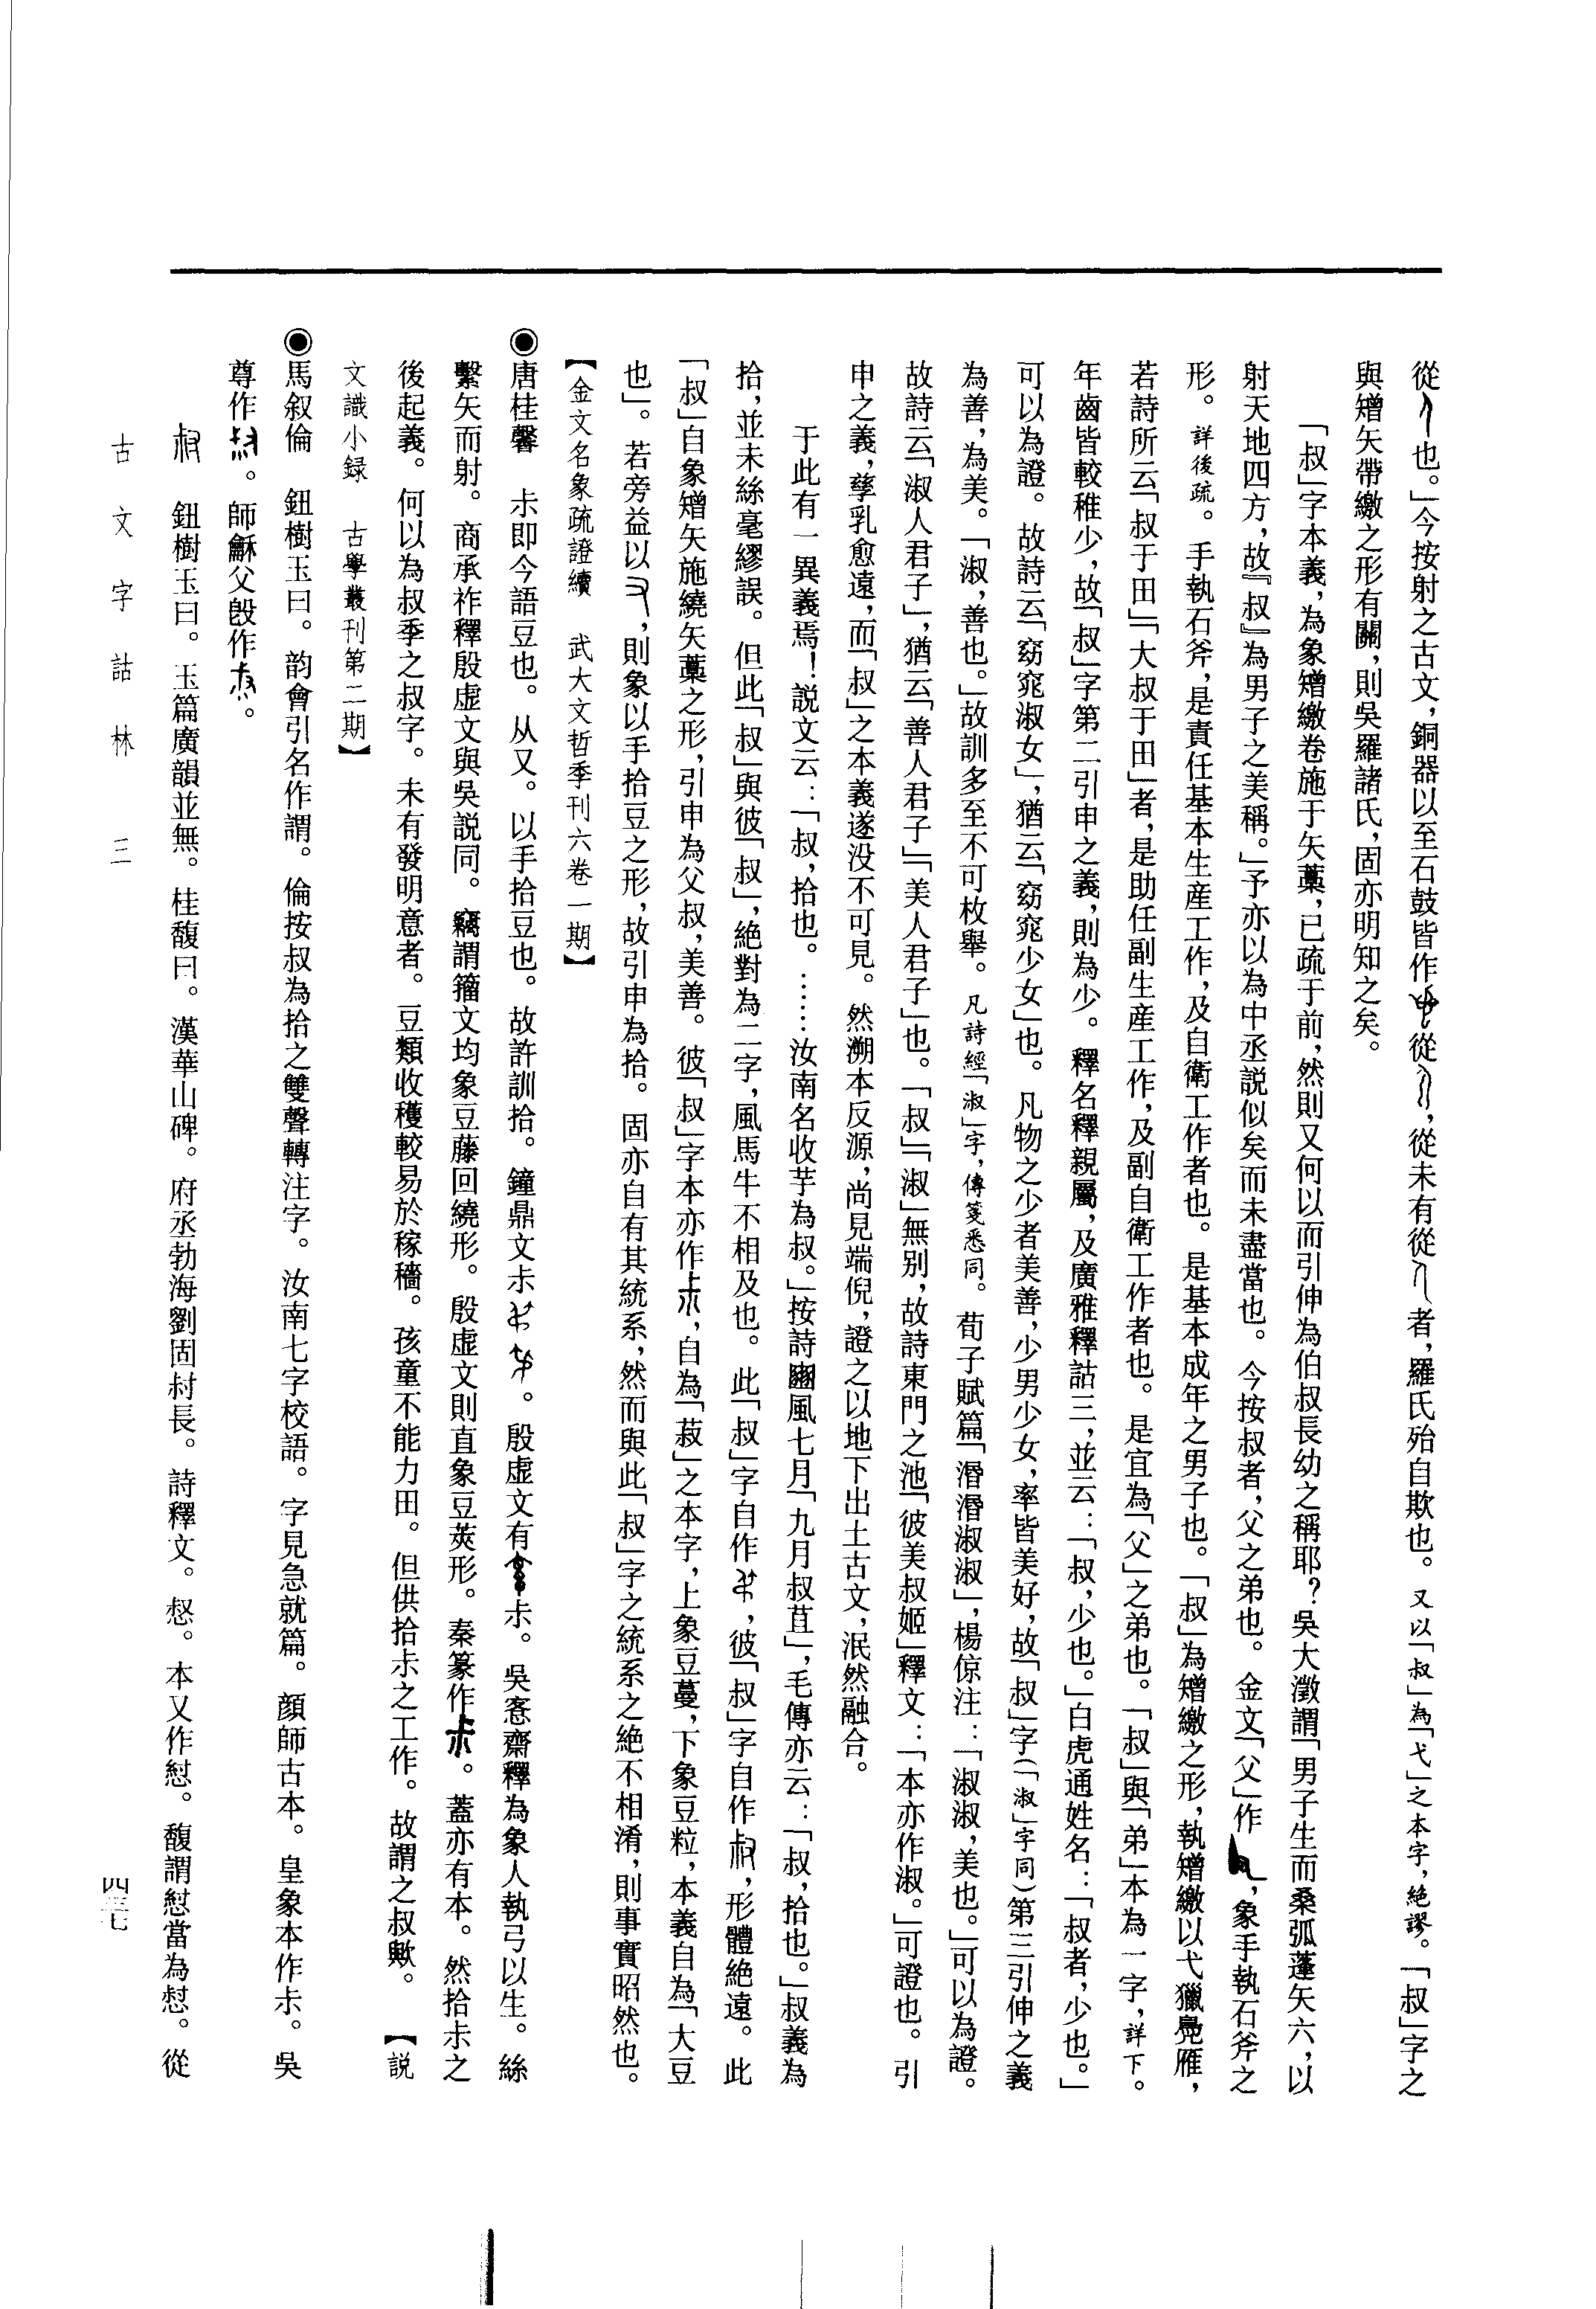 從也。」今按射之古文，銅器以至石鼓皆作從，從未有從者，羅氏殆自欺也。又以「叔」為「弋」之本字，絶謬。「叔」字之
與矰矢帶繳之形有關，則吳羅諸氏，固亦明知之矣。
「叔」字本義，為象矰繳卷施于矢藁，已疏于前，然則又何以而引伸為伯叔長幼之稱耶？吳大澂謂「男子生而桑弧蓬矢六，以
射天地四方，故『叔』為男子之美稱。」予亦以為中丞説似矣而未盡當也。今按叔者，父之弟也。金文「父」作，象手執石斧之
形。詳後疏。手執石斧，是責任基本生産工作，及自衛工作者也。是基本成年之男子也。「叔」為矰繳之形，執矰繳以弋獵鳧雁，
若詩所云「叔于田」「大叔于田」者，是助任副生産工作，及副自衛工作者也。是宜為「父」之弟也。「叔」與「弟」本為一字，詳下。
年齒皆較稚少，故「叔」字第二引申之義，則為少。釋名釋親屬，及廣雅釋詁三，並云：「叔，少也。」白虎通姓名：「叔者，少也。」
可以為證。故詩云「窈窕淑女」，猶云「窈窕少女」也。凡物之少者美善，少男少女，率皆美好，故「叔」字（「淑」字同）第三引伸之義
為善，為美。「淑，善也。」故訓多至不可枚舉。凡詩經「淑」字，傳箋悉同。荀子賦篇「涽涽淑淑」，楊倞注：「淑淑，美也。」可以為證。
故詩云「淑人君子」，猶云「善人君子」「美人君子」也。「叔」「淑」無別，故詩東門之池「彼美叔姬」釋文：「本亦作淑。」可證也。引
申之義，孳乳愈遠，而「叔」之本義遂没不可見。然溯本反源，尚見端倪，證之以地下出土古文，泯然融合。
于此有一異義焉！説文云：「叔，拾也。……汝南名收芋為叔。」按詩豳風七月「九月叔苴」，毛傳亦云：「叔，拾也。」叔義為
拾，並未絲毫繆誤。但此「叔」與彼「叔」，絶對為二字，風馬牛不相及也。此「叔」字自作，彼「叔」字自作，形體絶遠。此
「叔」自象矰矢施繞矢藁之形，引申為父叔，美善。彼「叔」字本亦作，自為「菽」之本字，上象豆蔓，下象豆粒，本義自為「大豆
也」。若旁益以，則象以手拾豆之形，故引申為拾。固亦自有其統系，然而與此「叔」字之統系之絶不相淆，則事實昭然也。
【金文名象疏證續　武大文哲季刊六卷一期】
◉唐桂馨　尗即今語豆也。从又。以手拾豆也。故許訓拾。鐘鼎文尗。殷虚文有尗。吳愙齋釋為象人執弓以生。絲
繫矢而射。商承祚釋殷虚文與吳説同。竊謂籀文均象豆藤回繞形。殷虚文則直象豆莢形。秦篆作。蓋亦有本。然拾尗之
後起義。何以為叔季之叔字。未有發明意者。豆類收穫較易於稼穡。孩童不能力田。但供拾尗之工作。故謂之叔歟。【説
文識小録　古學叢刊第二期】
◉馬叙倫　鈕樹玉曰。韵會引名作謂。倫按叔為拾之雙聲轉注字。汝南七字校語。字見急就篇。顔師古本。皇象本作尗。吳
尊作。師龢父𣪘作。
鈕樹玉曰。玉篇廣韻並無。桂馥曰。漢華山碑。府丞勃海劉固村長。詩釋文。惄。本又作愵。馥謂愵當為惄。從
古文字詁林　三
四三七